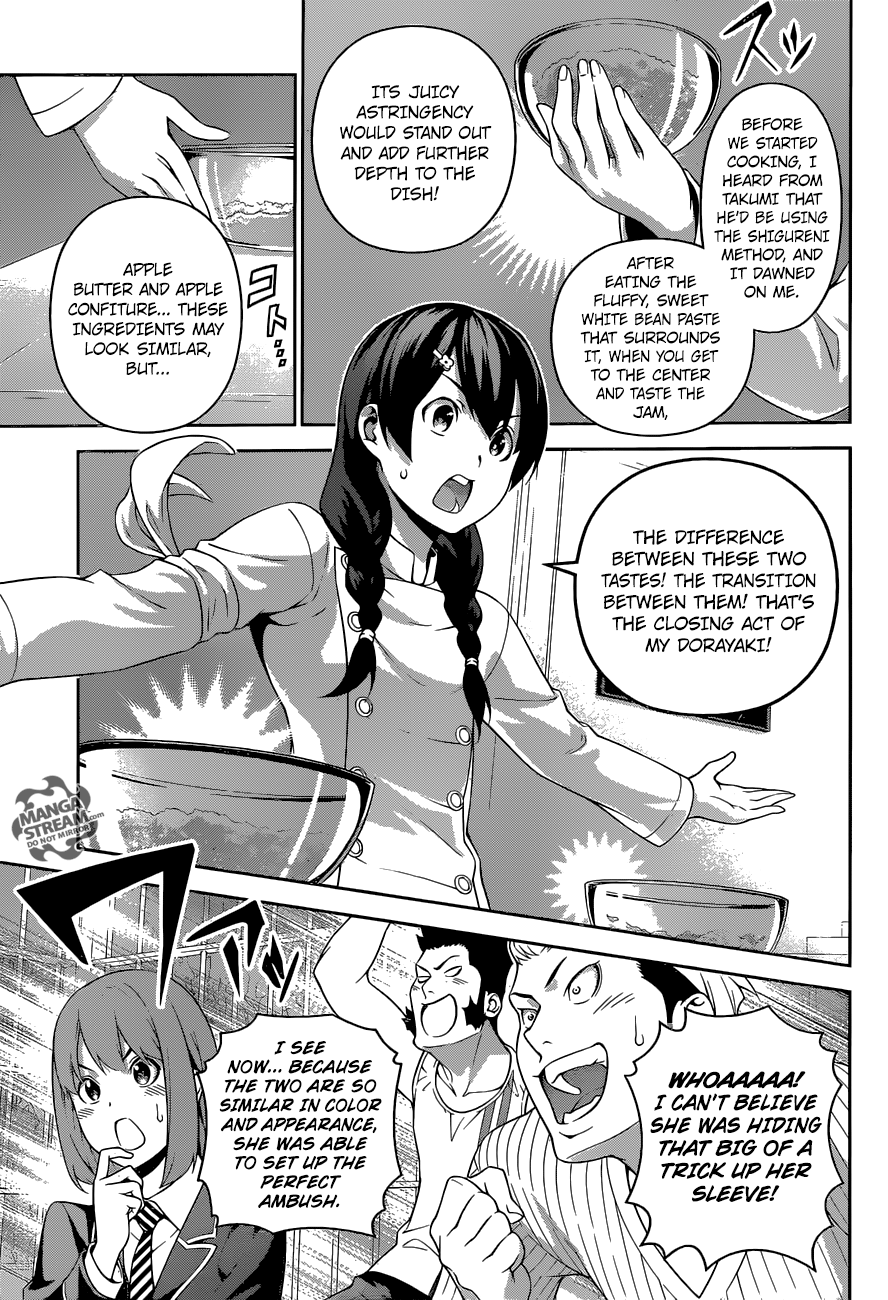 スッ
BEFORE
WE STARTED
COOKING, I
HEARD FROM
TAKUMI THAT
HE'D BE USING
THE SHIGURENI
METHOD, AND
IT DAWNED
ON ME.
AFTER
EATING THE
FLUFFY, SWEET
WHITE BEAN PASTE
THAT SURROUNDS
IT, WHEN YOU GET
TO THE CENTER
AND TASTE THE
JAM,
ITS JUICY
ASTRINGENCY
WOULD STAND OUT
AND ADD FURTHER
DEPTH TO THE
DISH!
APPLE
BUTTER AND APPLE
CONFITURE... THESE
INGREDIENTS MAY
LOOK SIMILAR,
BUT...
コト...
THE DIFFERENCE
BETWEEN THESE TWO
TASTES! THE TRANSITION
BETWEEN THEM! THAT'S
THE CLOSING ACT OF
MY DORAYAKI!
MANGA
STREAM.com
DO NOT MIRROR!
WHOAAAAA!
I CAN'T BELIEVE
SHE WAS HIDING
THAT BIG OF A
TRICK UP HER
SLEEVE!
I SEE
NOW... BECAUSE
THE TWO ARE SO
SIMILAR IN COLOR
AND APPEARANCE,
SHE WAS ABLE
TO SET UP THE
PERFECT
AMBUSH.